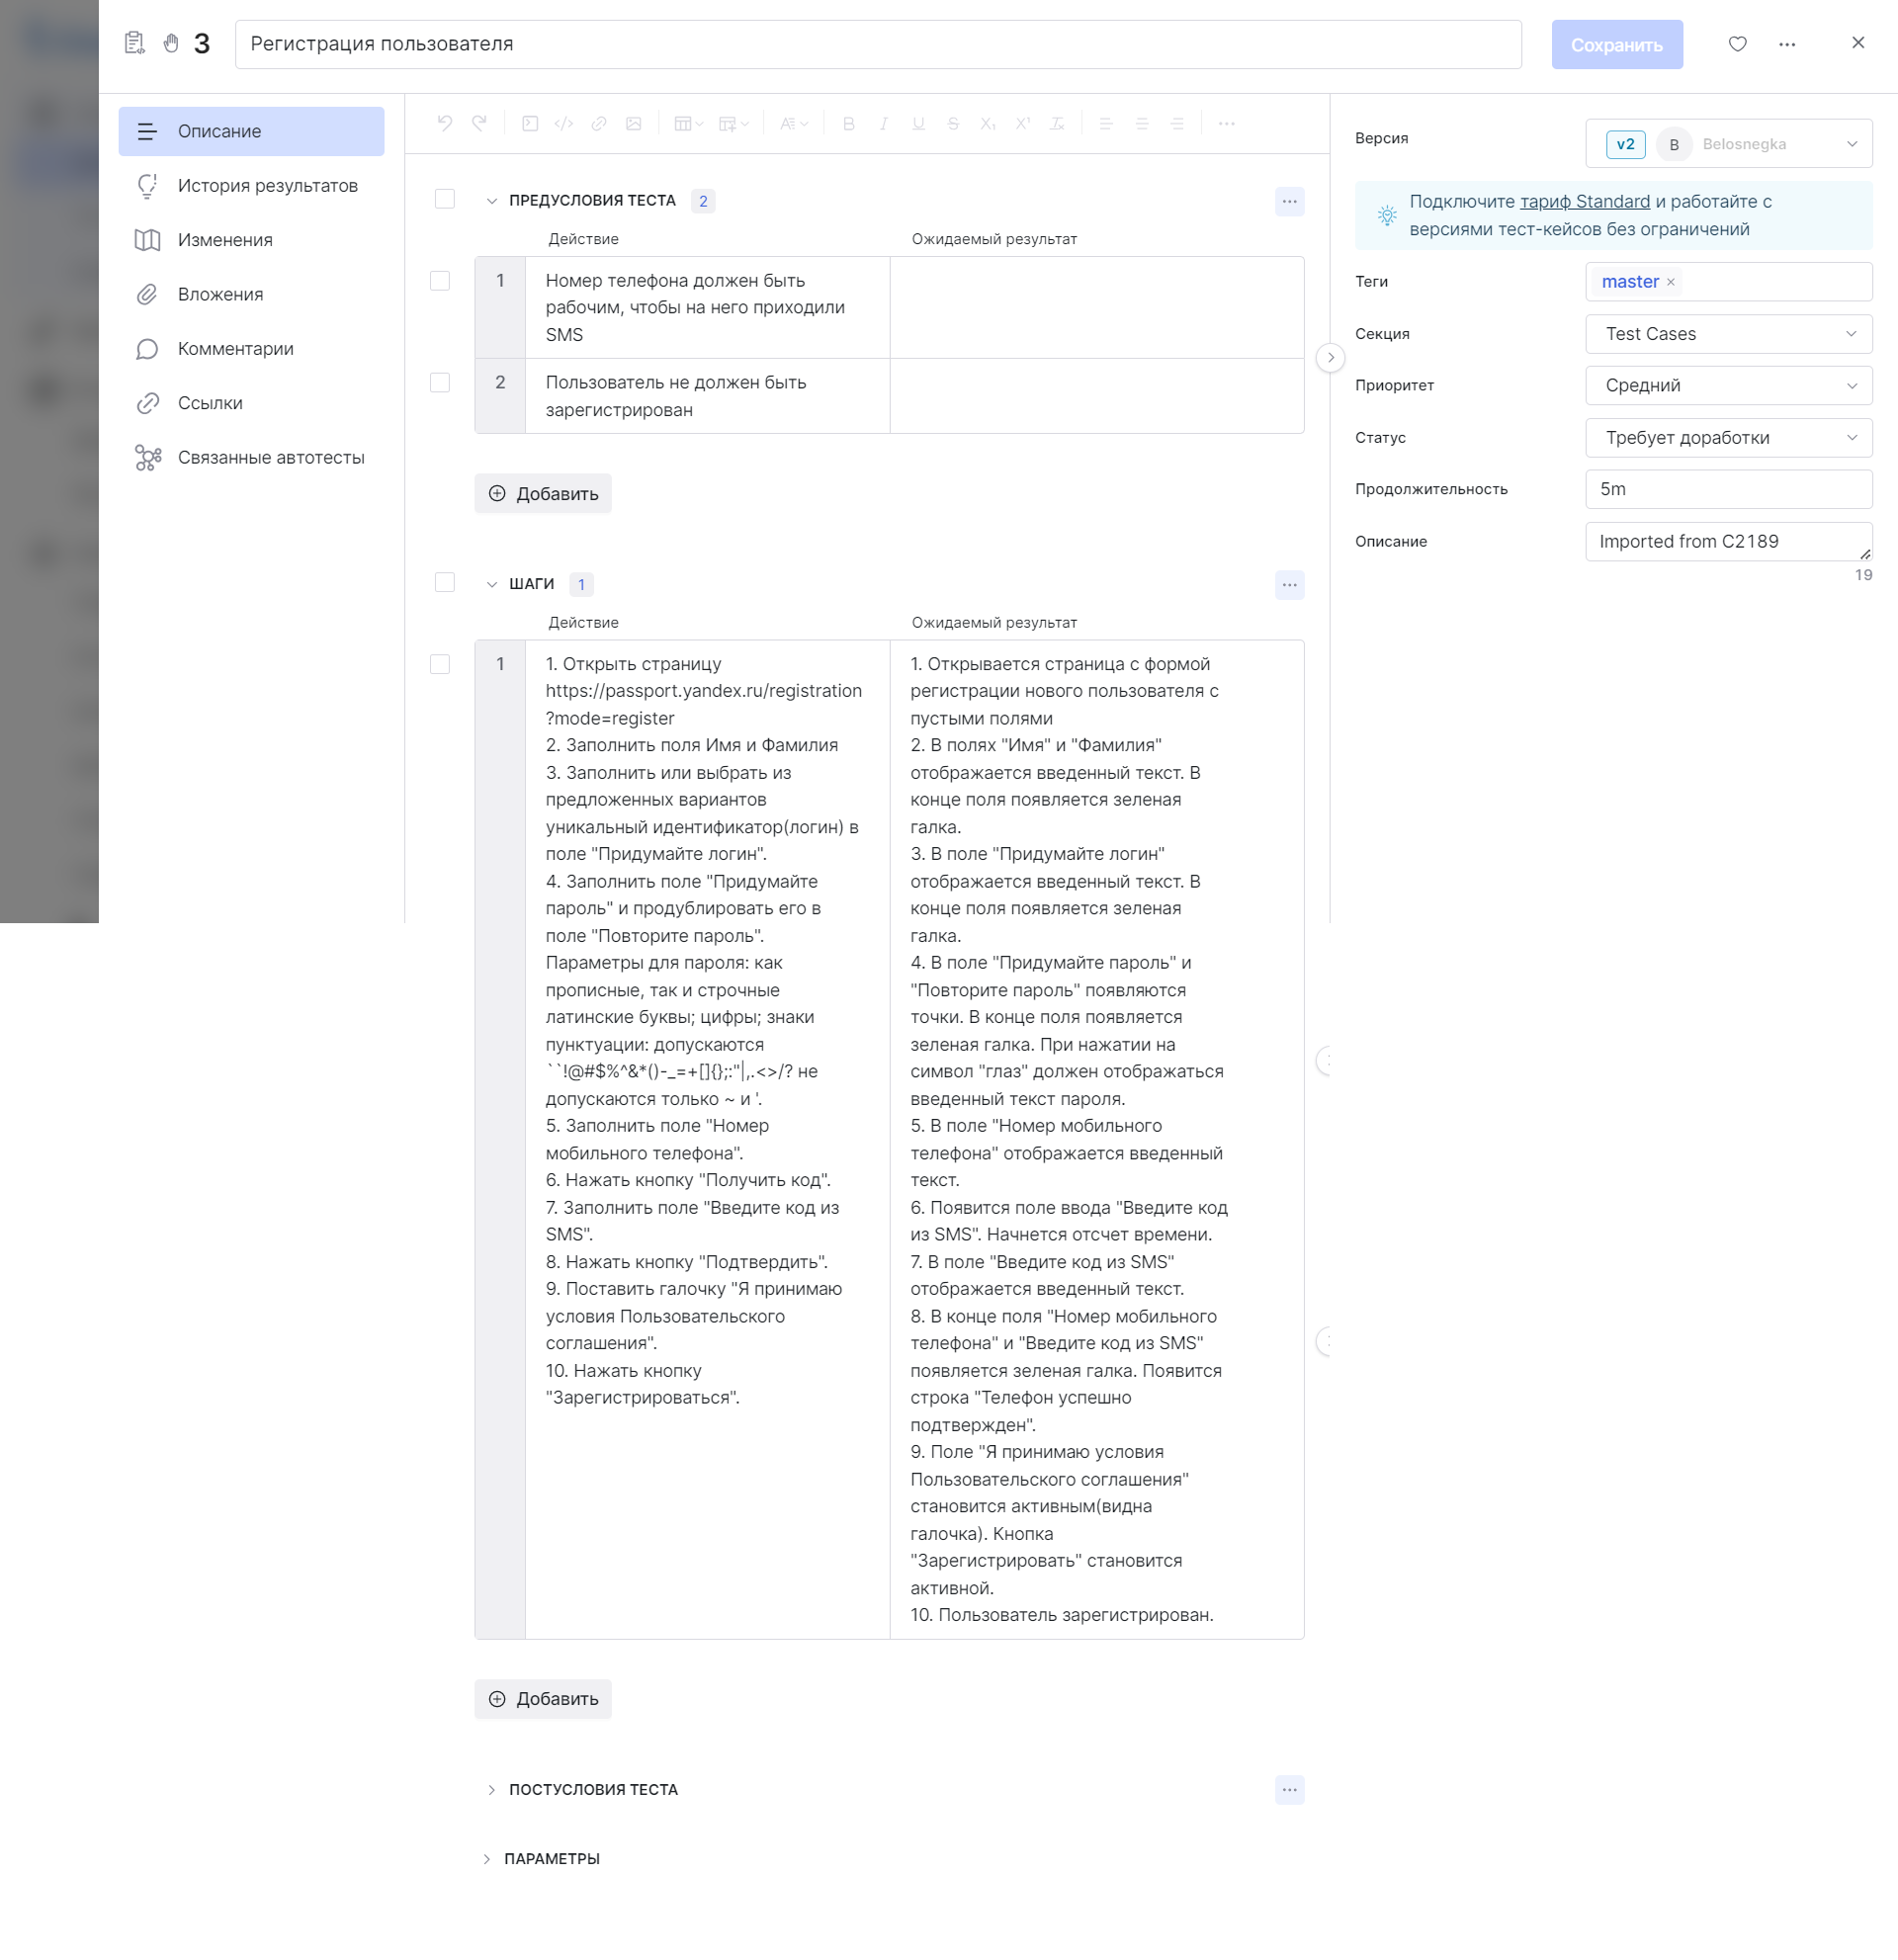 3
Регистрация пользователя
Сохранить
Описание
История результатов
Изменения
Вложения
Комментарии
Ссылки
Связанные автотесты
ПРЕДУСЛОВИЯ ТЕСТА 2
Действие
Ожидаемый результат
1
Номер телефона должен быть
рабочим, чтобы на него приходили
SMS
2
Пользователь не должен быть
зарегистрирован
Добавить
ШАГИ 1
Действие
Ожидаемый результат
1
1. Открыть страницу
https://passport.yandex.ru/registration
?mode=register
2. Заполнить поля Имя и Фамилия
3. Заполнить или выбрать из
предложенных вариантов
уникальный идентификатор(логин) в
поле "Придумайте логин".
4. Заполнить поле "Придумайте
пароль" и продублировать его в
поле "Повторите пароль".
Параметры для пароля: как
прописные, так и строчные
латинские буквы; цифры; знаки
пунктуации: допускаются
``!@#$%^&*()-_=+[]{};:"|,.<>/? не
допускаются только ~ и '.
5. Заполнить поле "Номер
мобильного телефона".
6. Нажать кнопку "Получить код".
7. Заполнить поле "Введите код из
SMS".
8. Нажать кнопку "Подтвердить".
9. Поставить галочку "Я принимаю
условия Пользовательского
соглашения".
10. Нажать кнопку
"Зарегистрироваться".
1. Открывается страница с формой
регистрации нового пользователя с
пустыми полями
2. В полях "Имя" и "Фамилия"
отображается введенный текст. В
конце поля появляется зеленая
галка.
3. В поле "Придумайте логин"
отображается введенный текст. В
конце поля появляется зеленая
галка.
4. В поле "Придумайте пароль" и
"Повторите пароль" появляются
точки. В конце поля появляется
зеленая галка. При нажатии на
символ "глаз" должен отображаться
введенный текст пароля.
5. В поле "Номер мобильного
телефона" отображается введенный
текст.
6. Появится поле ввода "Введите код
из SMS". Начнется отсчет времени.
7. В поле "Введите код из SMS"
отображается введенный текст.
8. В конце поля "Номер мобильного
телефона" и "Введите код из SMS"
появляется зеленая галка. Появится
строка "Телефон успешно
подтвержден".
9. Поле "Я принимаю условия
Пользовательского соглашения"
становится активным(видна
галочка). Кнопка
"Зарегистрировать" становится
активной.
10. Пользователь зарегистрирован.
Добавить
ПОСТУСЛОВИЯ ТЕСТА
ПАРАМЕТРЫ
Версия
v2 B Belosnegka
Подключите тариф Standard и работайте с
версиями тест-кейсов без ограничений
Теги
master ×
Секция
Test Cases
Приоритет
Средний
Статус
Требует доработки
Продолжительность
5m
Описание
Imported from C2189
19